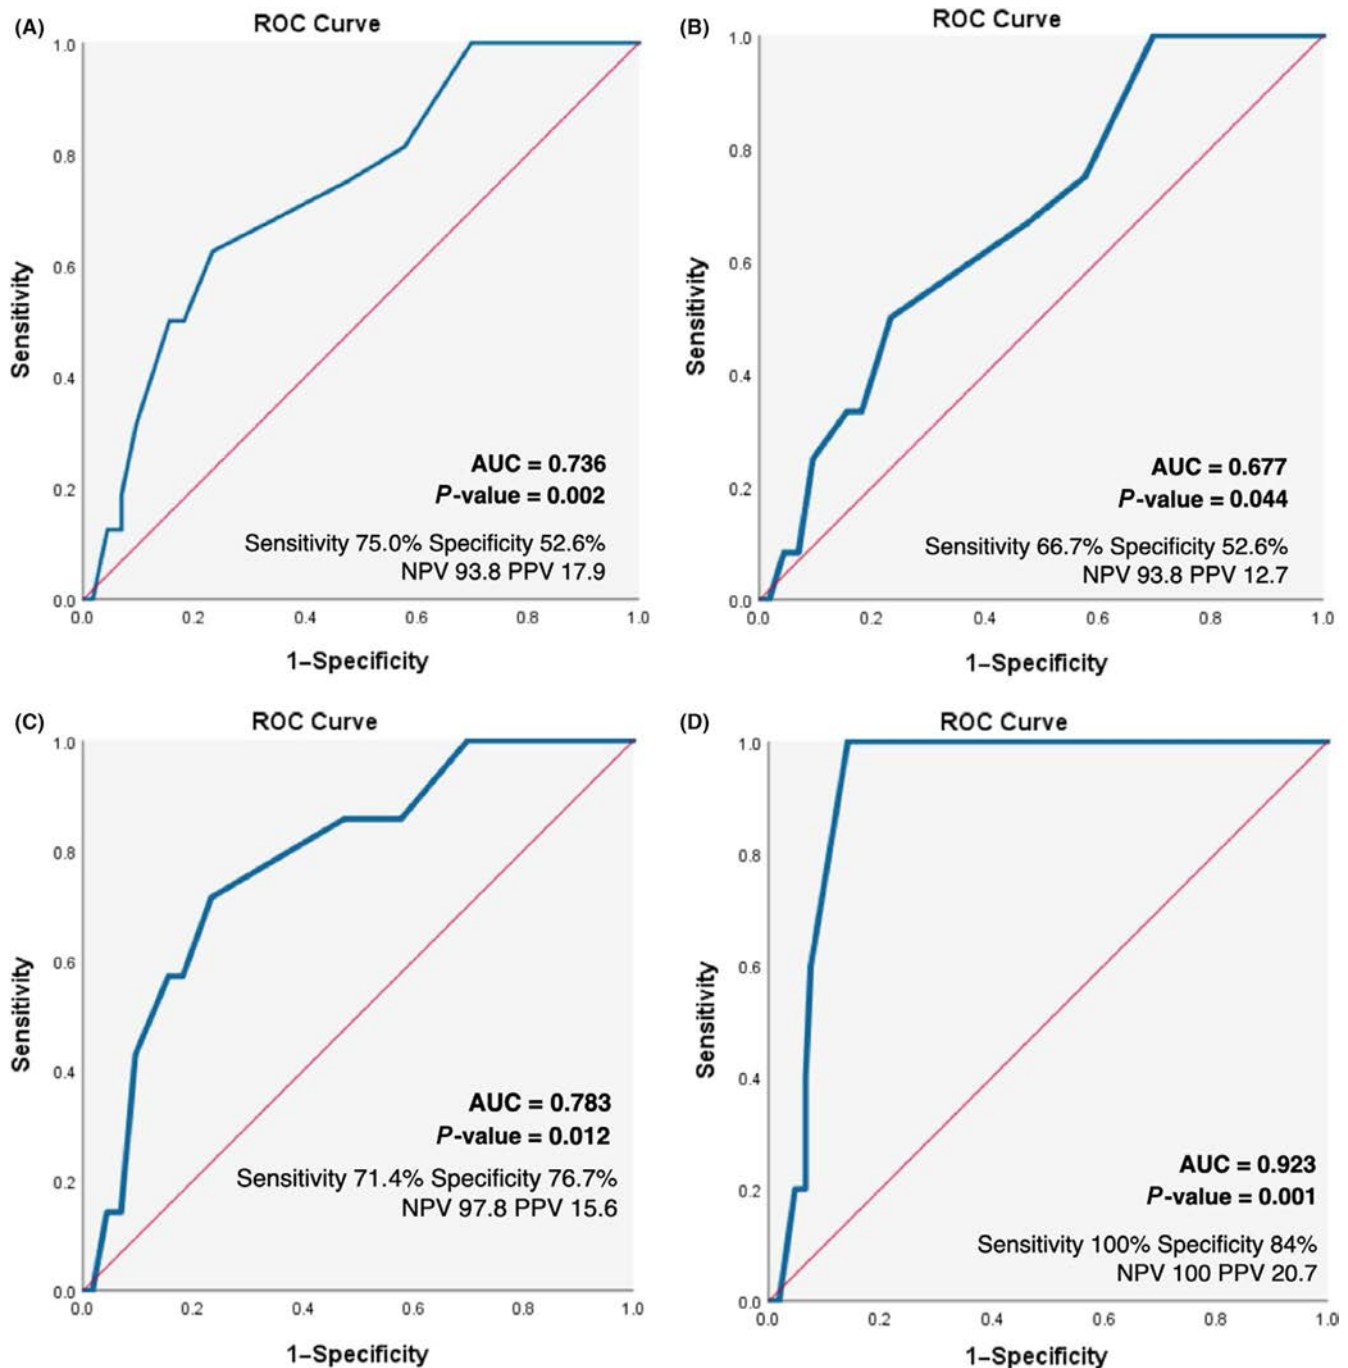 (A)
ROC Curve
1.0
0.8
0.6
0.4
0.2
0.0
Sensitivity
AUC = 0.736
P-value = 0.002
Sensitivity 75.0% Specificity 52.6%
NPV 93.8 PPV 17.9
0.0 0.2 0.4 0.6 0.8 1.0
1–Specificity
(B)
ROC Curve
1.0
0.8
0.6
0.4
0.2
0.0
Sensitivity
AUC = 0.677
P-value = 0.044
Sensitivity 66.7% Specificity 52.6%
NPV 93.8 PPV 12.7
0.0 0.2 0.4 0.6 0.8 1.0
1–Specificity
(C)
ROC Curve
1.0
0.8
0.6
0.4
0.2
0.0
Sensitivity
AUC = 0.783
P-value = 0.012
Sensitivity 71.4% Specificity 76.7%
NPV 97.8 PPV 15.6
0.0 0.2 0.4 0.6 0.8 1.0
1–Specificity
(D)
ROC Curve
1.0
0.8
0.6
0.4
0.2
0.0
Sensitivity
AUC = 0.923
P-value = 0.001
Sensitivity 100% Specificity 84%
NPV 100 PPV 20.7
0.0 0.2 0.4 0.6 0.8 1.0
1–Specificity